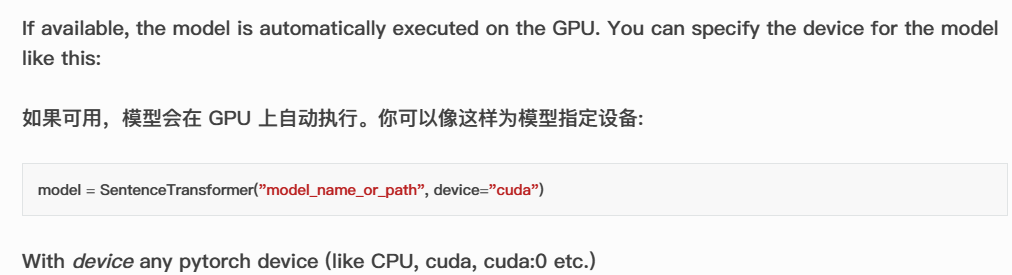 If available, the model is automatically executed on the GPU. You can specify the device for the model
like this:
如果可用，模型会在 GPU 上自动执行。你可以像这样为模型指定设备:
model = SentenceTransformer(”model_name_or_path”, device=”cuda”)
With device any pytorch device (like CPU, cuda, cuda:0 etc.)